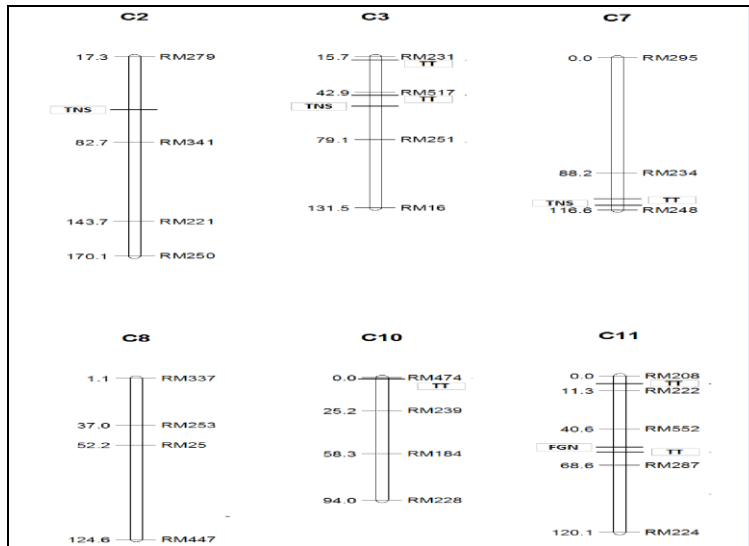 C2
17.3 RM279
TNS
82.7 RM341
143.7 RM221
170.1 RM250
C3
15.7 RM231
TT
42.9 RM517
TT
TNS
79.1 RM251
131.5 RM16
C7
0.0 RM295
88.2 RM234
TT
TNS
116.6 RM248
C8
1.1 RM337
37.0 RM253
52.2 RM25
124.6 RM447
C10
0.0 RM474
TT
25.2 RM239
58.3 RM184
94.0 RM228
C11
0.0 RM208
TT
11.3 RM222
40.6 RM552
FGN
TT
68.6 RM287
120.1 RM224